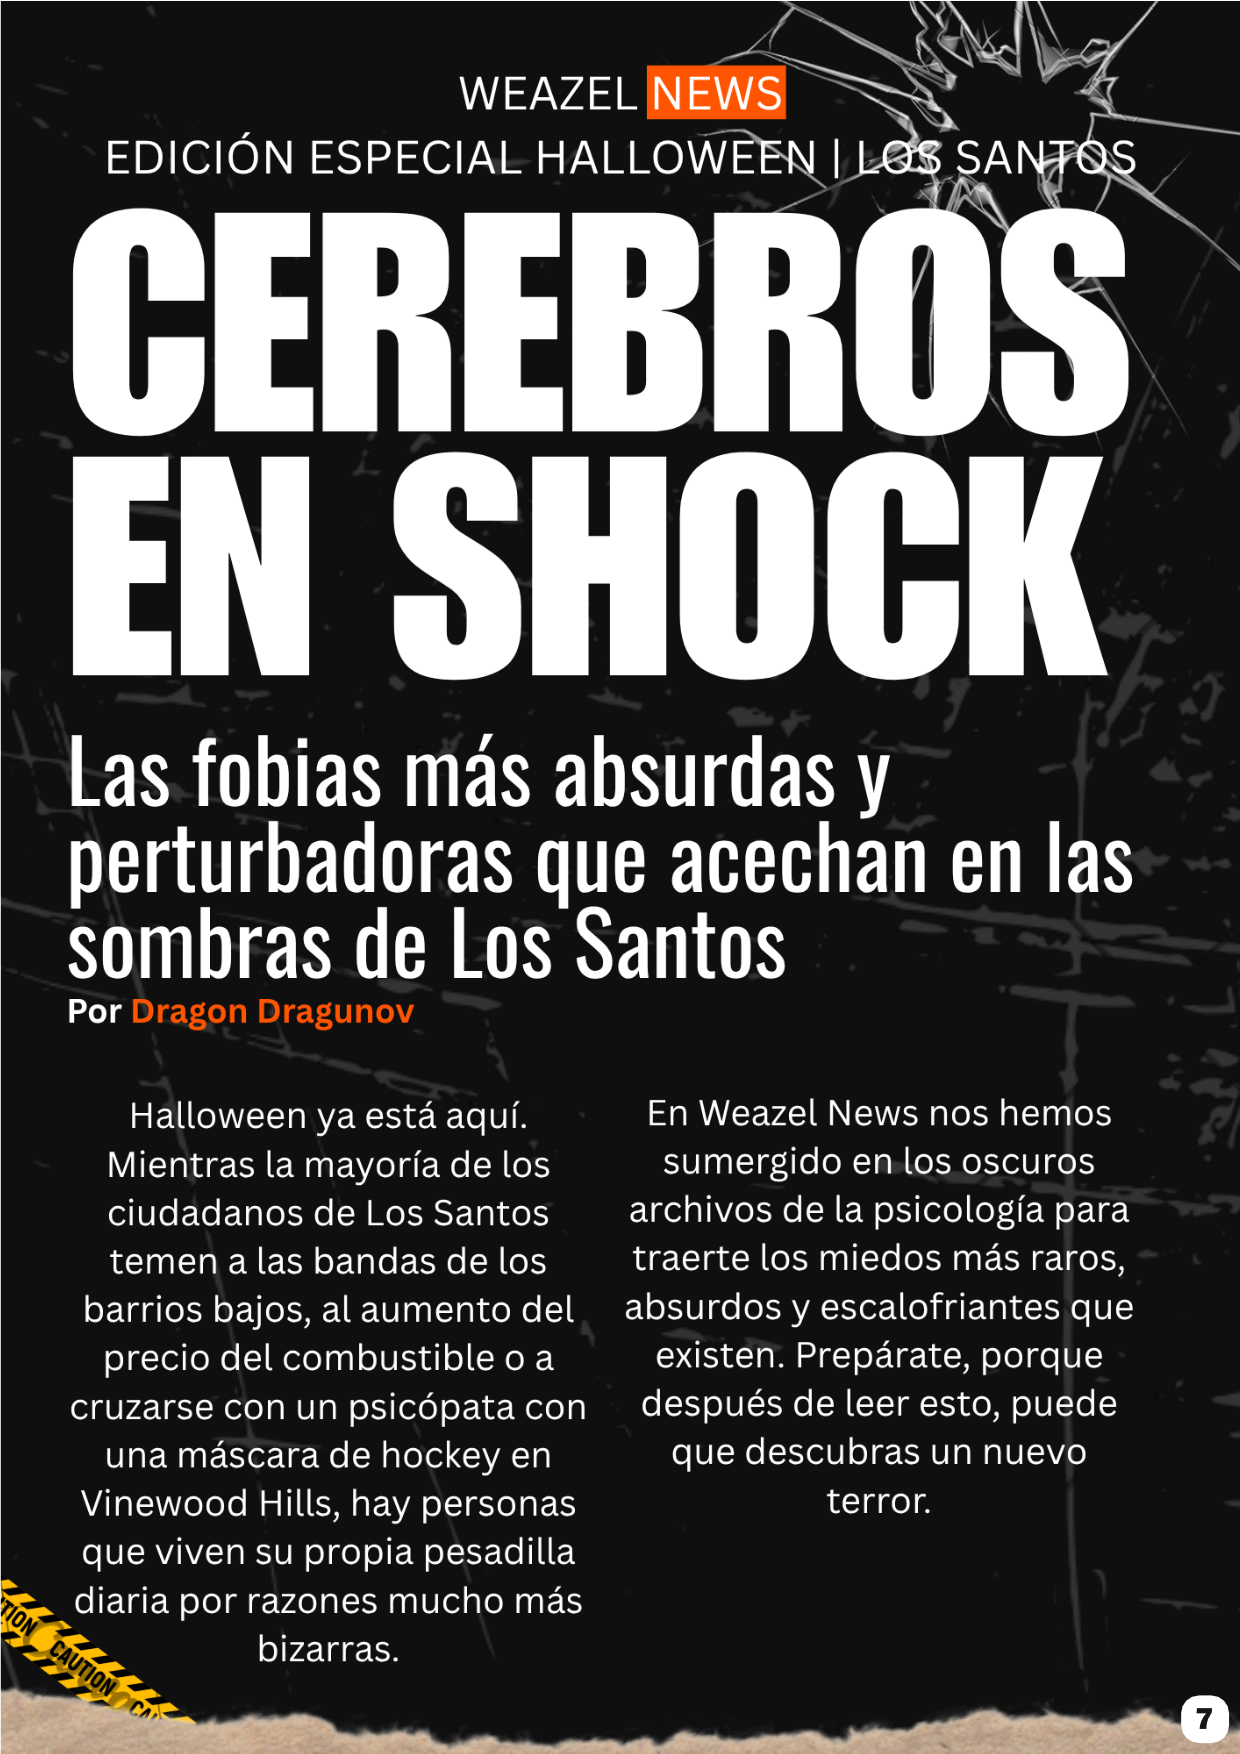 WEAZEL NEWS
EDICIÓN ESPECIAL HALLOWEEN | LOS SANTOS
CEREBROS
EN SHOCK
Las fobias más absurdas y
perturbadoras que acechan en las
sombras de Los Santos
Por Dragon Dragunov
Halloween ya está aquí.
Mientras la mayoría de los
ciudadanos de Los Santos
temen a las bandas de los
barrios bajos, al aumento del
precio del combustible o a
cruzarse con un psicópata con
una máscara de hockey en
Vinewood Hills, hay personas
que viven su propia pesadilla
diaria por razones mucho más
bizarras.
En Weazel News nos hemos
sumergido en los oscuros
archivos de la psicología para
traerte los miedos más raros,
absurdos y escalofriantes que
existen. Prepárate, porque
después de leer esto, puede
que descubras un nuevo
terror.
TION CAUTION CAU
7